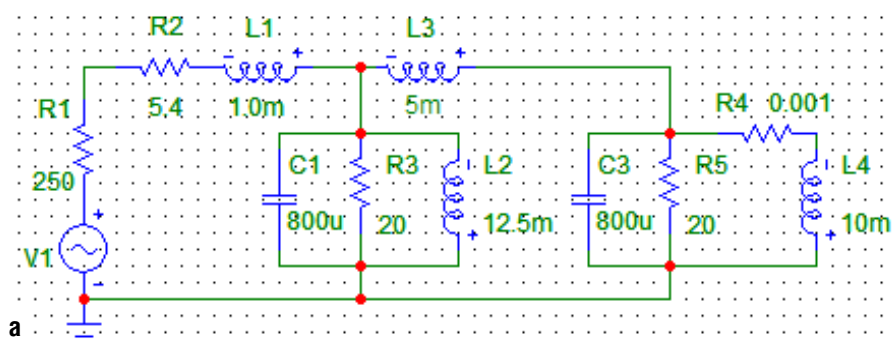 R2 L1 L3
5.4 1.0m 5m
R1 R4 0.001
250
C1 R3 L2 C3 R5 L4
800u 20 12.5m 800u 20 10m
V1
a